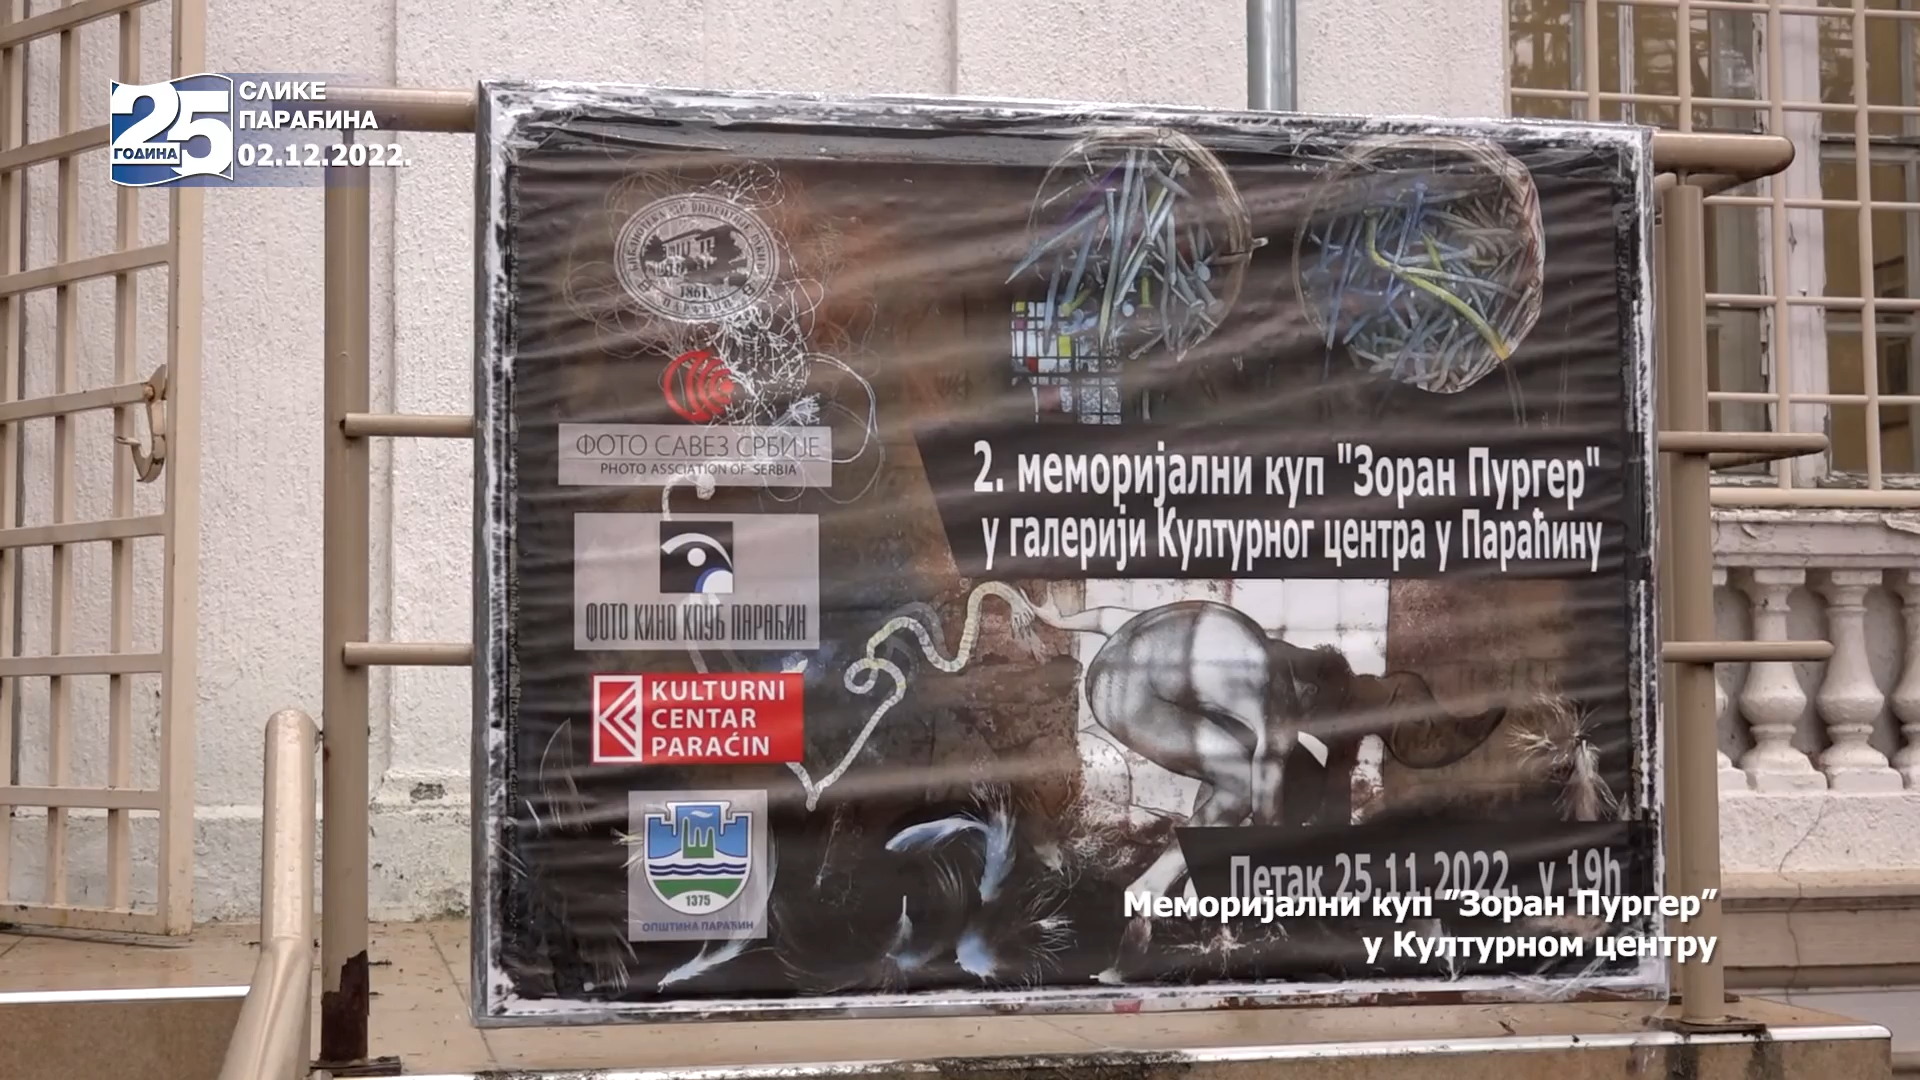 25
ГОДИНА
СЛИКЕ
ПАРАЋИНА
02.12.2022.
1861.
ФОТО САВЕЗ СРБИЈЕ
PHOTO ASSCIATION OF SERBIA
ФОТО КИНО КЛУБ ПАРАЋИН
KULTURNI
CENTAR
PARAĆIN
1375
ОПШТИНА ПАРАЋИН
2. меморијални куп "Зоран Пургер"
у галерији Културног центра у Параћину
Петак 25.11.2022. у 19h
Меморијални куп "Зоран Пургер"
у Културном центру